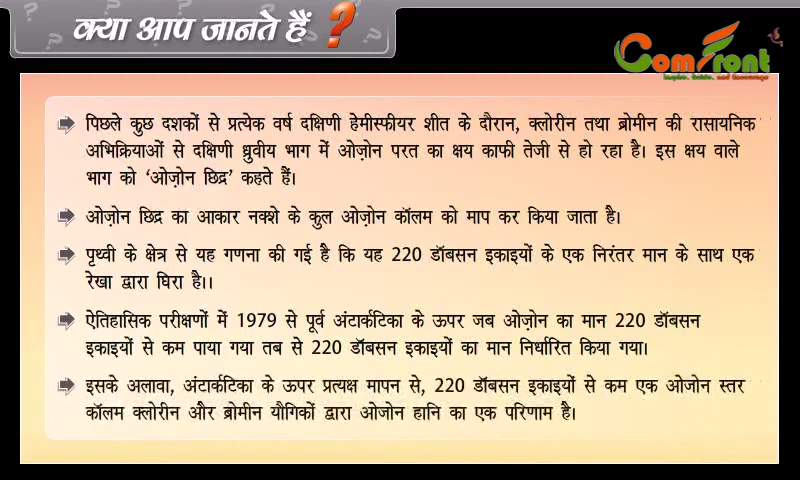 क्या आप जानते हैं ?
ComFront
Inspire, Guide, and Encourage
पिछले कुछ दशकों से प्रत्येक वर्ष दक्षिणी हेमीस्फीयर शीत के दौरान, क्लोरीन तथा ब्रोमीन की रासायनिक
अभिक्रियाओं से दक्षिणी ध्रुवीय भाग में ओज़ोन परत का क्षय काफी तेजी से हो रहा है। इस क्षय वाले
भाग को ‘ओज़ोन छिद्र’ कहते हैं।
ओज़ोन छिद्र का आकार नक्शे के कुल ओज़ोन कॉलम को माप कर किया जाता है।
पृथ्वी के क्षेत्र से यह गणना की गई है कि यह 220 डॉबसन इकाइयों के एक निरंतर मान के साथ एक
रेखा द्वारा घिरा है।।
ऐतिहासिक परीक्षणों में 1979 से पूर्व अंटार्कटिका के ऊपर जब ओज़ोन का मान 220 डॉबसन
इकाइयों से कम पाया गया तब से 220 डॉबसन इकाइयों का मान निर्धारित किया गया।
इसके अलावा, अंटार्कटिका के ऊपर प्रत्यक्ष मापन से, 220 डॉबसन इकाइयों से कम एक ओजोन स्तर
कॉलम क्लोरीन और ब्रोमीन यौगिकों द्वारा ओजोन हानि का एक परिणाम है।